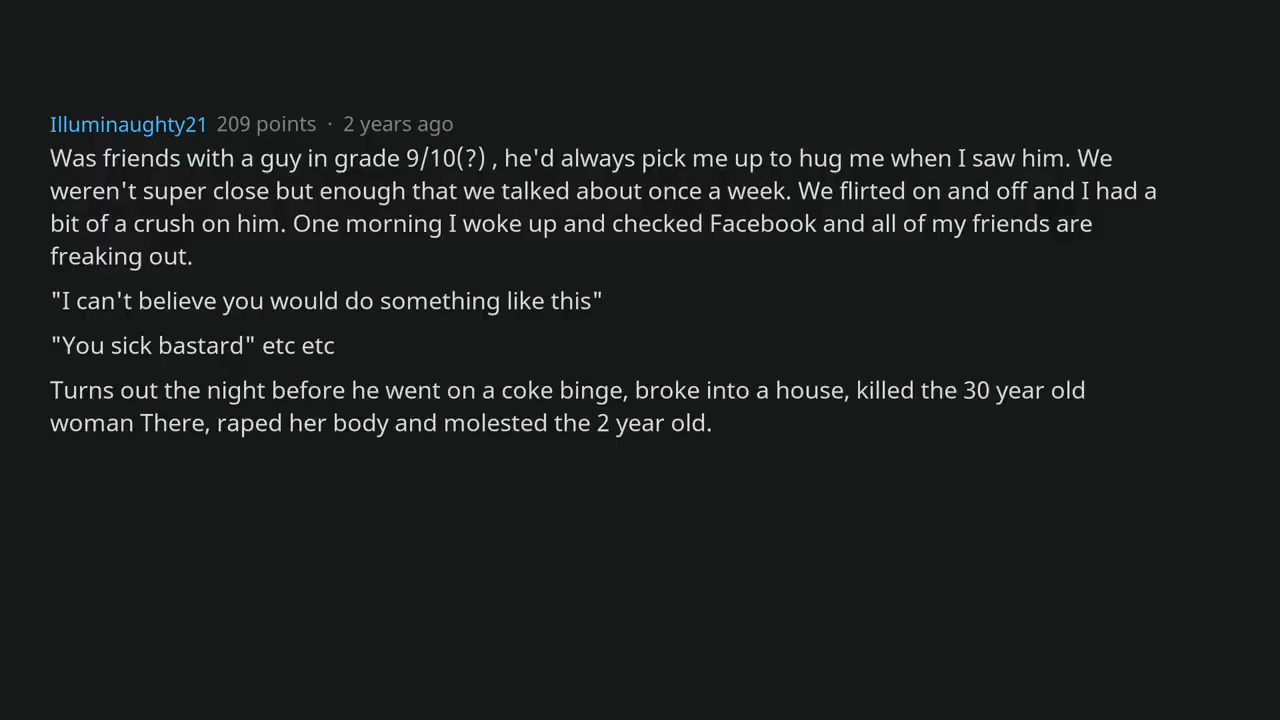 Illuminaughty21 209 points · 2 years ago
Was friends with a guy in grade 9/10(?) , he'd always pick me up to hug me when I saw him. We
weren't super close but enough that we talked about once a week. We flirted on and off and I had a
bit of a crush on him. One morning I woke up and checked Facebook and all of my friends are
freaking out.
"I can't believe you would do something like this"
"You sick bastard" etc etc
Turns out the night before he went on a coke binge, broke into a house, killed the 30 year old
woman There, raped her body and molested the 2 year old.